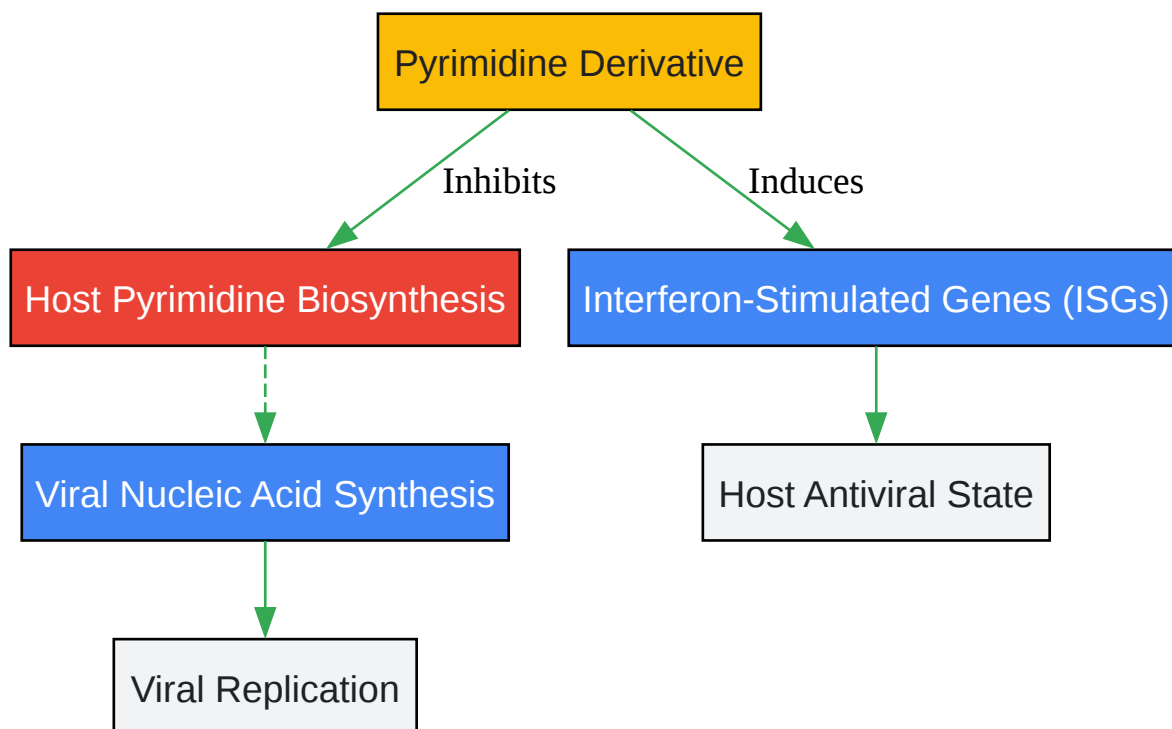 Pyrimidine Derivative
Inhibits
Induces
Host Pyrimidine Biosynthesis
Interferon-Stimulated Genes (ISGs)
Viral Nucleic Acid Synthesis
Host Antiviral State
Viral Replication